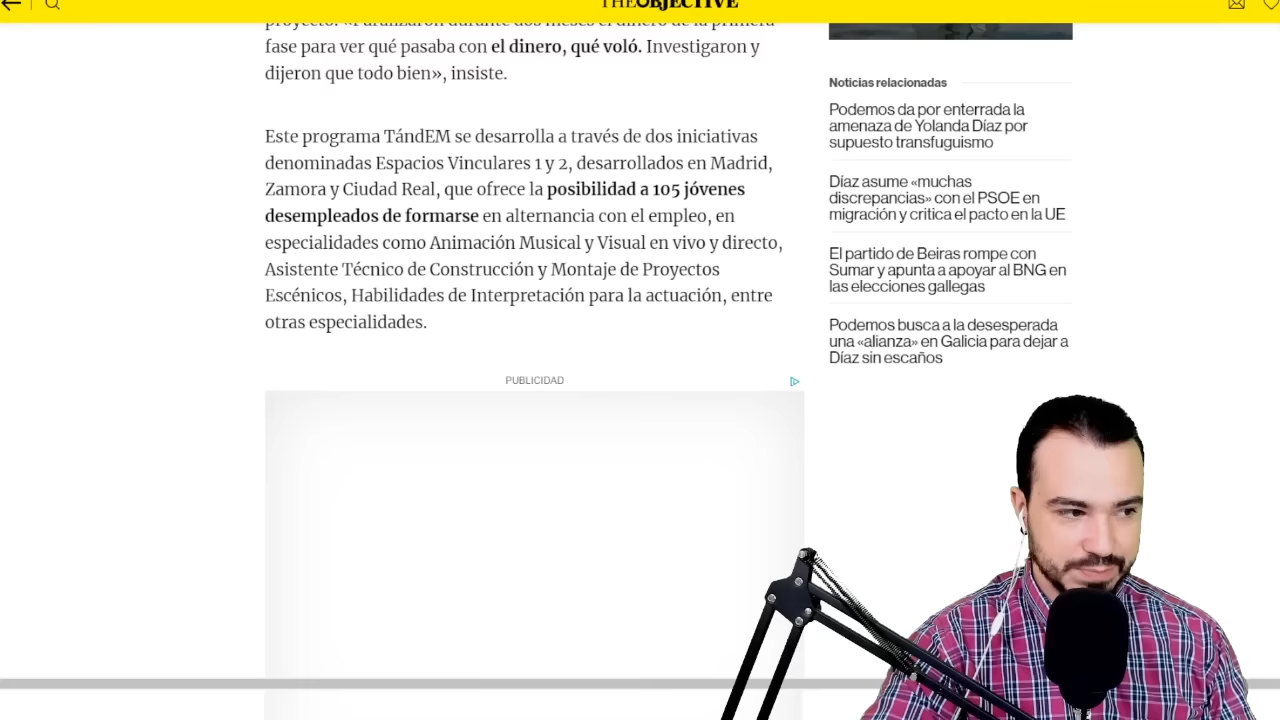 THEOBJECTIVE
proyecto. «Paralizaron durante dos meses el dinero de la primera
fase para ver qué pasaba con el dinero, qué voló. Investigaron y
dijeron que todo bien», insiste.
Este programa TándEM se desarrolla a través de dos iniciativas
denominadas Espacios Vinculares 1 y 2, desarrollados en Madrid,
Zamora y Ciudad Real, que ofrece la posibilidad a 105 jóvenes
desempleados de formarse en alternancia con el empleo, en
especialidades como Animación Musical y Visual en vivo y directo,
Asistente Técnico de Construcción y Montaje de Proyectos
Escénicos, Habilidades de Interpretación para la actuación, entre
otras especialidades.
PUBLICIDAD
Noticias relacionadas
Podemos da por enterrada la
amenaza de Yolanda Díaz por
supuesto transfuguismo
Díaz asume «muchas
discrepancias» con el PSOE en
migración y critica el pacto en la UE
El partido de Beiras rompe con
Sumar y apunta a apoyar al BNG en
las elecciones gallegas
Podemos busca a la desesperada
una «alianza» en Galicia para dejar a
Díaz sin escaños